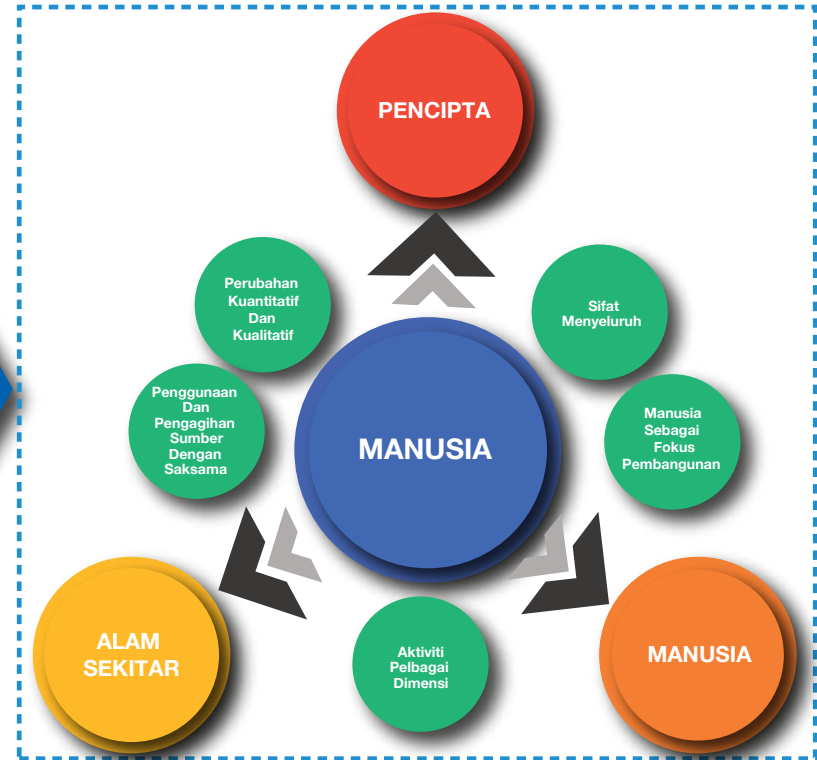 PENCIPTA
Perubahan
Kuantitatif
Dan
Kualitatif
Sifat
Menyeluruh
Penggunaan
Dan
Pengagihan
Sumber
Dengan
Saksama
MANUSIA
Manusia
Sebagai
Fokus
Pembangunan
ALAM
SEKITAR
Aktiviti
Pelbagai
Dimensi
MANUSIA